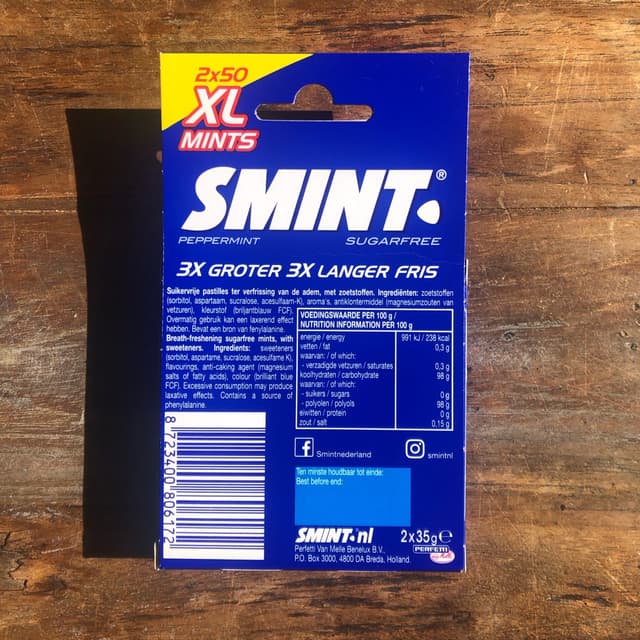 2x50
XL
MINTS
SMINT®
PEPPERMINT SUGARFREE
3X GROTER 3X LANGER FRIS
Suikervrije pastilles ter verfrissing van de adem, met zoetstoffen. Ingrediënten: zoetstoffen
(sorbitol, aspartaam, sucralose, acesulfaam-K), aroma's, antiklontermiddel (magnesiumzouten van
vetzuren), kleurstof (briljantblauw FCF).
Overmatig gebruik kan een laxerend effect
hebben. Bevat een bron van fenylalanine.
Breath-freshening sugarfree mints, with
sweeteners. Ingredients: sweeteners
(sorbitol, aspartame, sucralose, acesulfame K),
flavourings, anti-caking agent (magnesium
salts of fatty acids), colour (brilliant blue
FCF). Excessive consumption may produce
laxative effects. Contains a source of
phenylalanine.
VOEDINGSWAARDE PER 100 g /
NUTRITION INFORMATION PER 100 g
energie / energy 991 kJ / 238 kcal
vetten / fat 0,3 g
waarvan: / of which:
- verzadigde vetzuren / saturates 0,3 g
koolhydraten / carbohydrate 98 g
waarvan: / of which:
- suikers / sugars 0 g
- polyolen / polyols 98 g
eiwitten / protein 0 g
zout / salt 0,15 g
8 723400 806172
f Smintnederland smintnl
Ten minste houdbaar tot einde:
Best before end:
SMINT.nl 2 x 35 g e
Perfetti Van Melle Benelux B.V.,
P.O. Box 3000, 4800 DA Breda, Holland.
PERFETTI